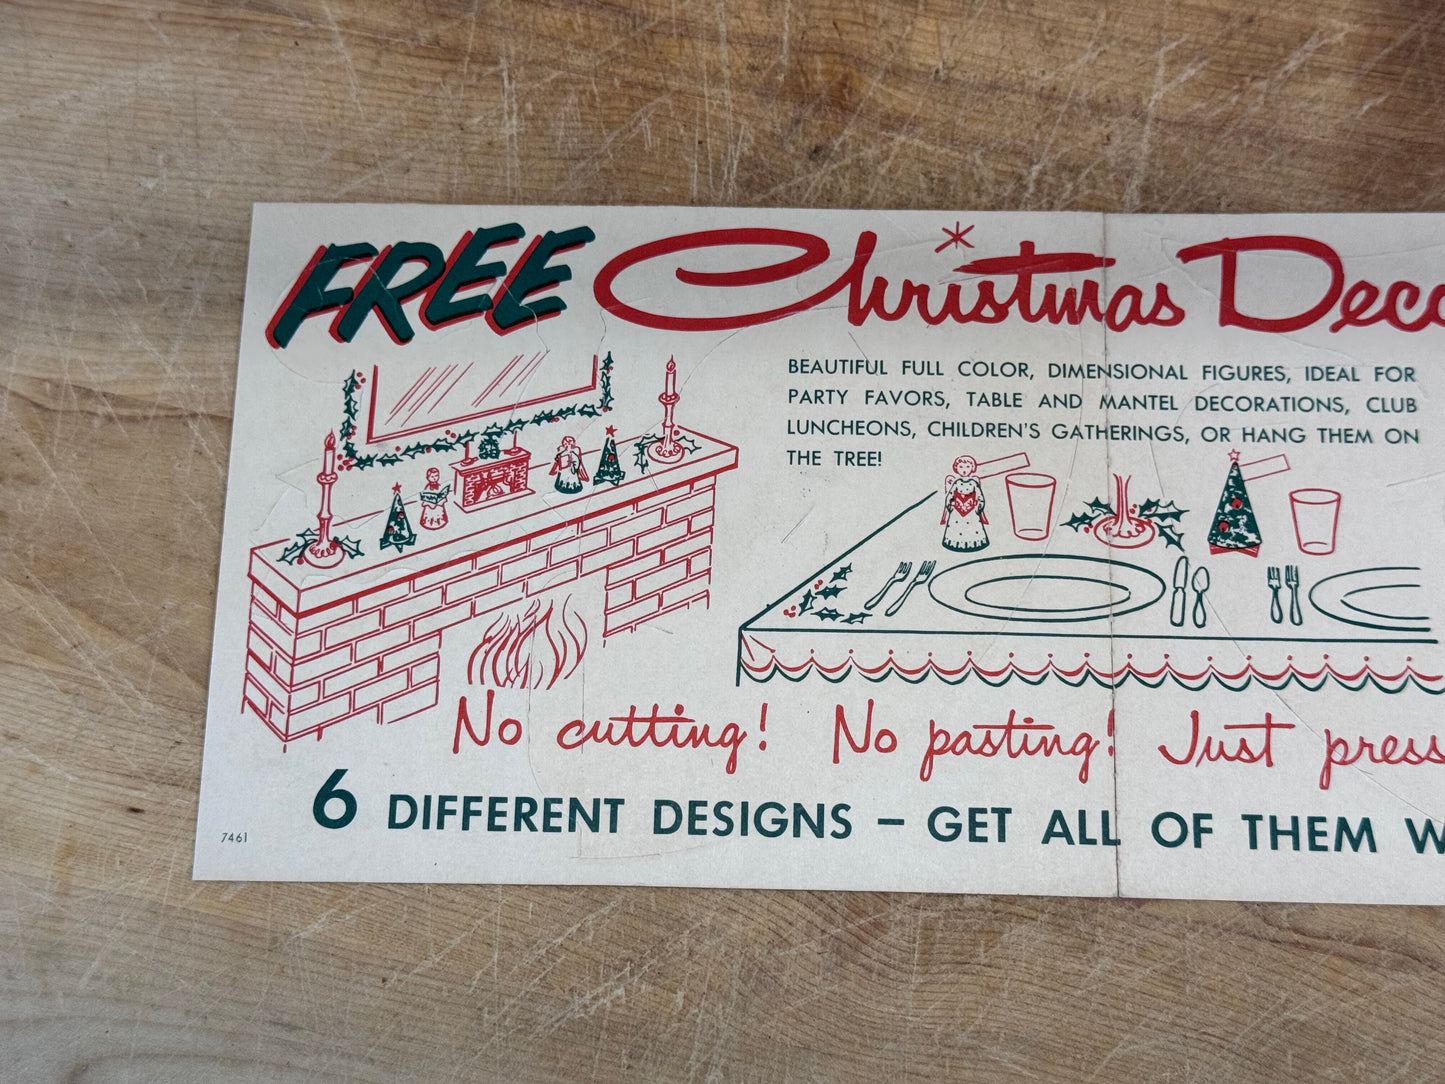 FREE Christmas Deco
BEAUTIFUL FULL COLOR, DIMENSIONAL FIGURES, IDEAL FOR
PARTY FAVORS, TABLE AND MANTEL DECORATIONS, CLUB
LUNCHEONS, CHILDREN'S GATHERINGS, OR HANG THEM ON
THE TREE!
No cutting! No pasting! Just press
6 DIFFERENT DESIGNS – GET ALL OF THEM W
7461